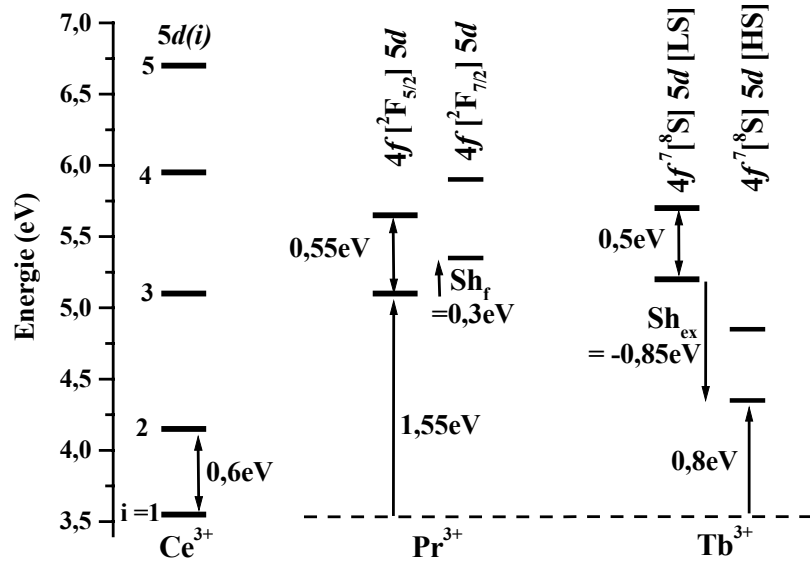 Energie (eV)
7,0
6,5
6,0
5,5
5,0
4,5
4,0
3,5
5d(i)
5
4
3
2
i =1
0,6eV
Ce³⁺
4f [²F₅/₂] 5d
4f [²F₇/₂] 5d
0,55eV
Sh_f
=0,3eV
1,55eV
Pr³⁺
4f⁷[⁸S] 5d [LS]
4f⁷[⁸S] 5d [HS]
0,5eV
Sh_ex
= -0,85eV
0,8eV
Tb³⁺